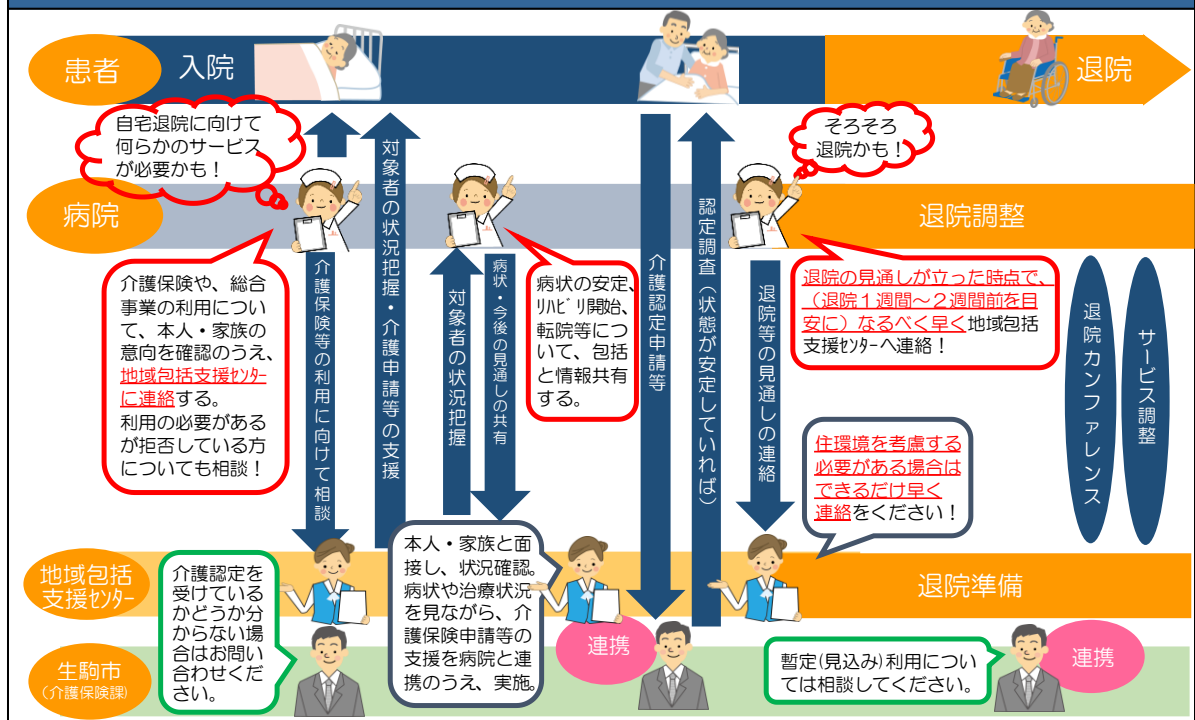 患者
入院
退院
自宅退院に向けて
何らかのサービス
が必要かも！
そろそろ
退院かも！
病院
退院調整
介護保険や、総合
事業の利用につい
て、本人・家族の
意向を確認のうえ、
地域包括支援ｾﾝﾀｰ
に連絡する。
利用の必要がある
が拒否している方
についても相談！
介護保険等の利用に向けて相談
対象者の状況把握・介護申請等の支援
対象者の状況把握
病状・今後の見通しの共有
病状の安定、
ﾘﾊﾋﾞﾘ開始、
転院等につ
いて、包括
と情報共有
する。
介護認定申請等
認定調査（状態が安定していれば）
退院等の見通しの連絡
退院の見通しが立った時点で、
（退院１週間～２週間前を目
安に）なるべく早く地域包括
支援ｾﾝﾀｰへ連絡！
住環境を考慮する
必要がある場合は
できるだけ早く
連絡をください！
退院カンファレンス
サービス調整
地域包括
支援ｾﾝﾀｰ
介護認定を
受けている
かどうか分
からない場
合はお問い
合わせくだ
さい。
本人・家族と面
接し、状況確認。
病状や治療状況
を見ながら、介
護保険申請等の
支援を病院と連
携のうえ、実施。
退院準備
生駒市
(介護保険課)
連携
暫定(見込み)利用につい
ては相談してください。
連携